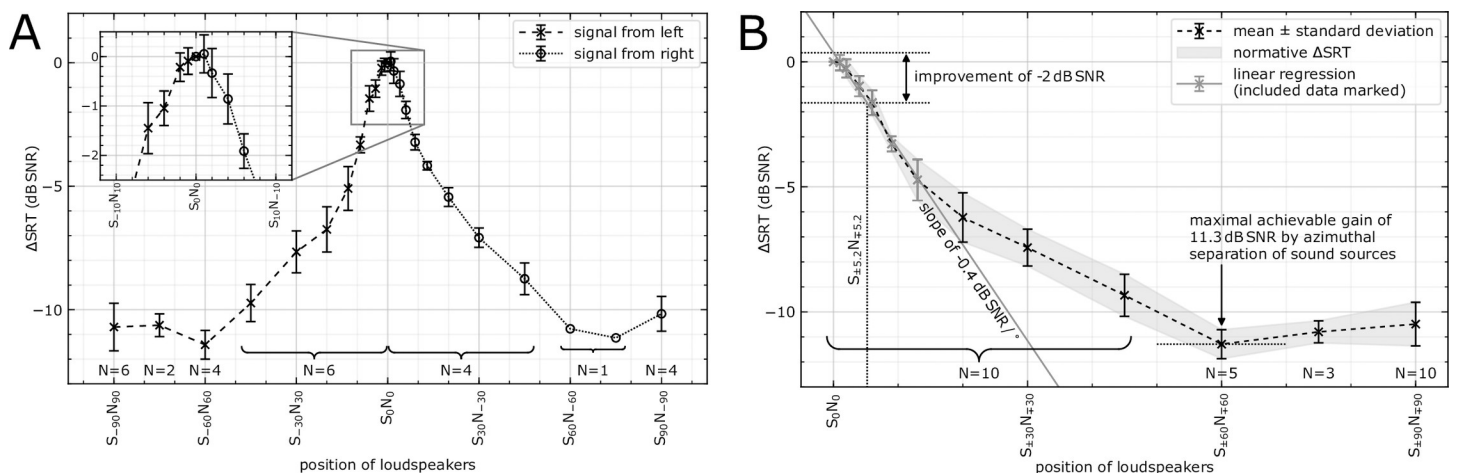 A
signal from left
signal from right
0
−1
−2
S₋₁₀N₁₀
S₀N₀
S₁₀N₋₁₀
0
−5
−10
ΔSRT (dB SNR)
N=6
N=2
N=4
N=6
N=4
N=1
N=4
S₋₉₀N₉₀
S₋₆₀N₆₀
S₋₃₀N₃₀
S₀N₀
S₃₀N₋₃₀
S₆₀N₋₆₀
S₉₀N₋₉₀
position of loudspeakers
B
mean ± standard deviation
normative ΔSRT
linear regression
(included data marked)
improvement of -2 dB SNR
0
−5
−10
ΔSRT (dB SNR)
S±5.2N∓5.2
slope of -0.4 dB SNR/°
maximal achievable gain of
11.3 dB SNR by azimuthal
separation of sound sources
N=10
N=5
N=3
N=10
S₀N₀
S±30N∓30
S±60N∓60
S±90N∓90
position of loudspeakers